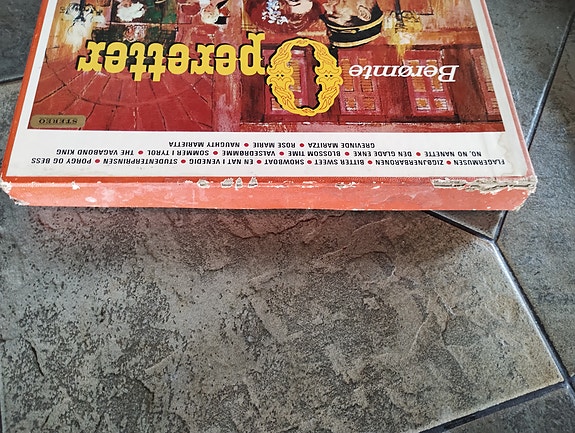 FLAGERMUSEN • ZIGØJNERBARONEN • BITTER SWEET • SHOWBOAT • EN NAT I VENEDIG • STUDENTERPRINSEN • PORGY OG BESS
NO, NO NANETTE • DEN GLADE ENKE • BLOSSOM TIME • VALSEDRØMME • SOMMER I TYROL • THE VAGABOND KING
GREVINDE MARITZA • ROSE MARIE • NAUGHTY MARIETTA
Berømte Operetter
STEREO